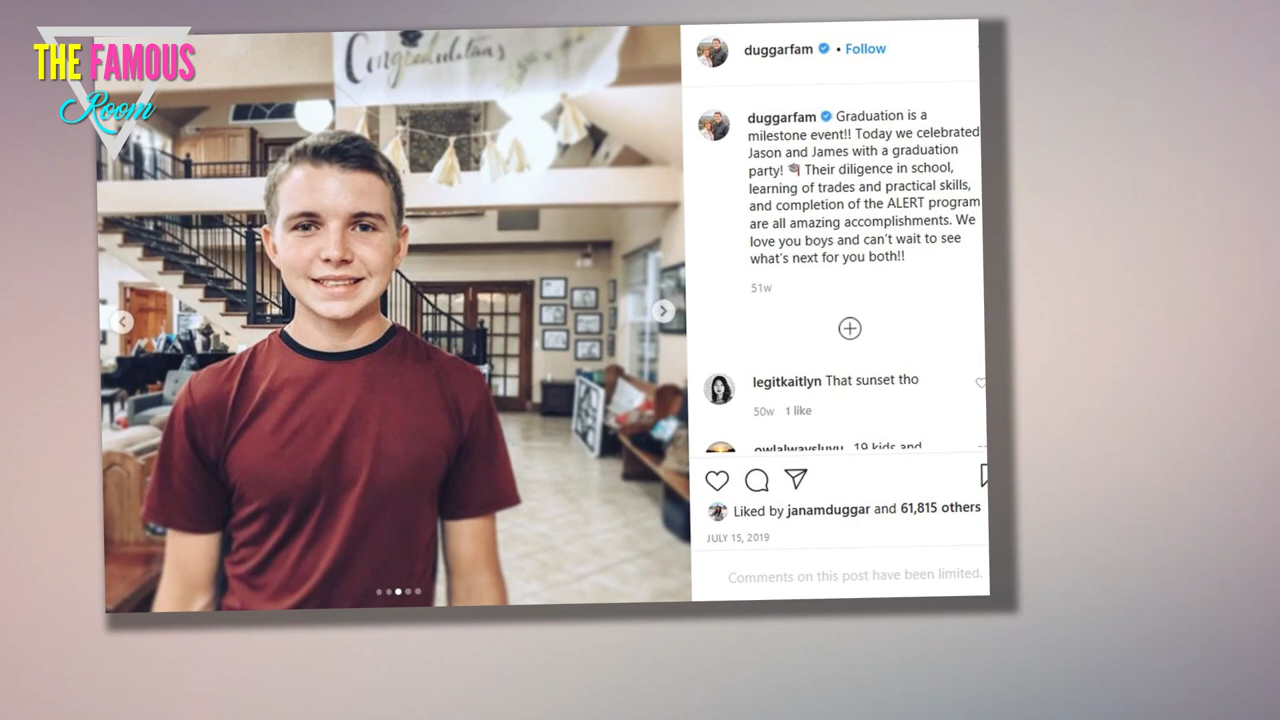 THE FAMOUS
Room
Congratulations
duggarfam • Follow
duggarfam Graduation is a
milestone event!! Today we celebrated
Jason and James with a graduation
party! 🎓 Their diligence in school,
learning of trades and practical skills,
and completion of the ALERT program
are all amazing accomplishments. We
love you boys and can't wait to see
what's next for you both!!
51w
legitkaitlyn That sunset tho
50w 1 like
owlalwaysluvu 19 kids and
Liked by janamduggar and 61,815 others
JULY 15, 2019
Comments on this post have been limited.